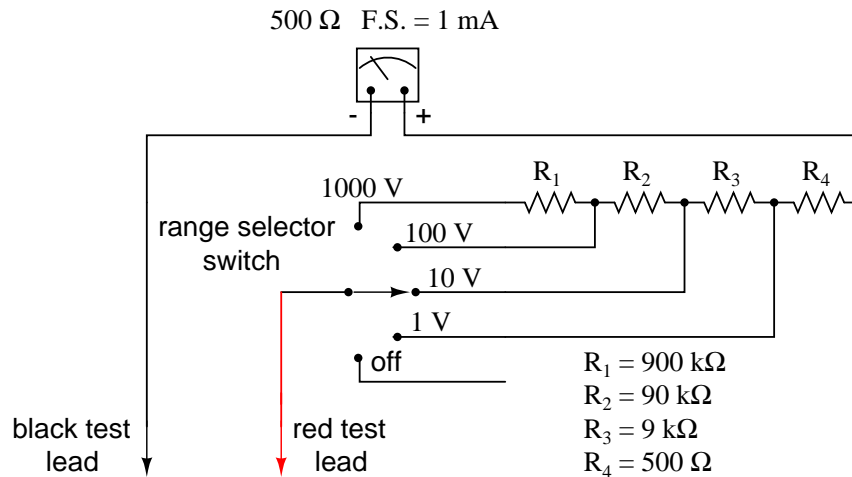 500 Ω F.S. = 1 mA
- +
R₁ R₂ R₃ R₄
1000 V
range selector
switch
100 V
10 V
1 V
off
R₁ = 900 kΩ
R₂ = 90 kΩ
R₃ = 9 kΩ
R₄ = 500 Ω
black test
lead
red test
lead